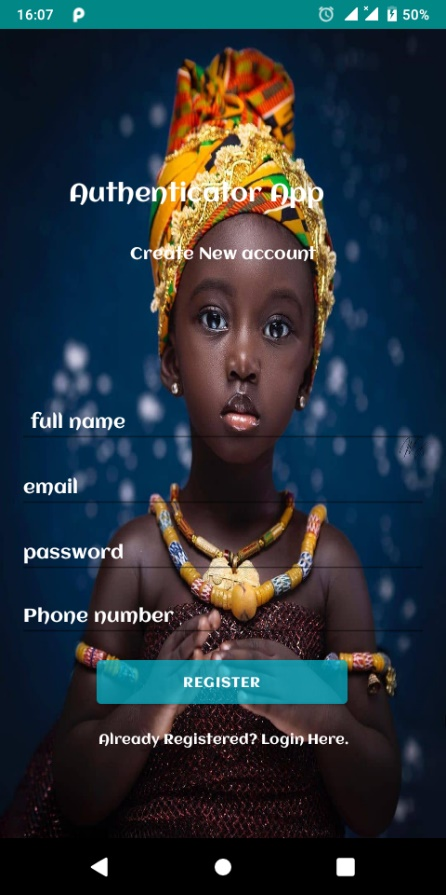 16:07 50%
Authenticator App
Create New account
full name
email
password
Phone number
REGISTER
Already Registered? Login Here.